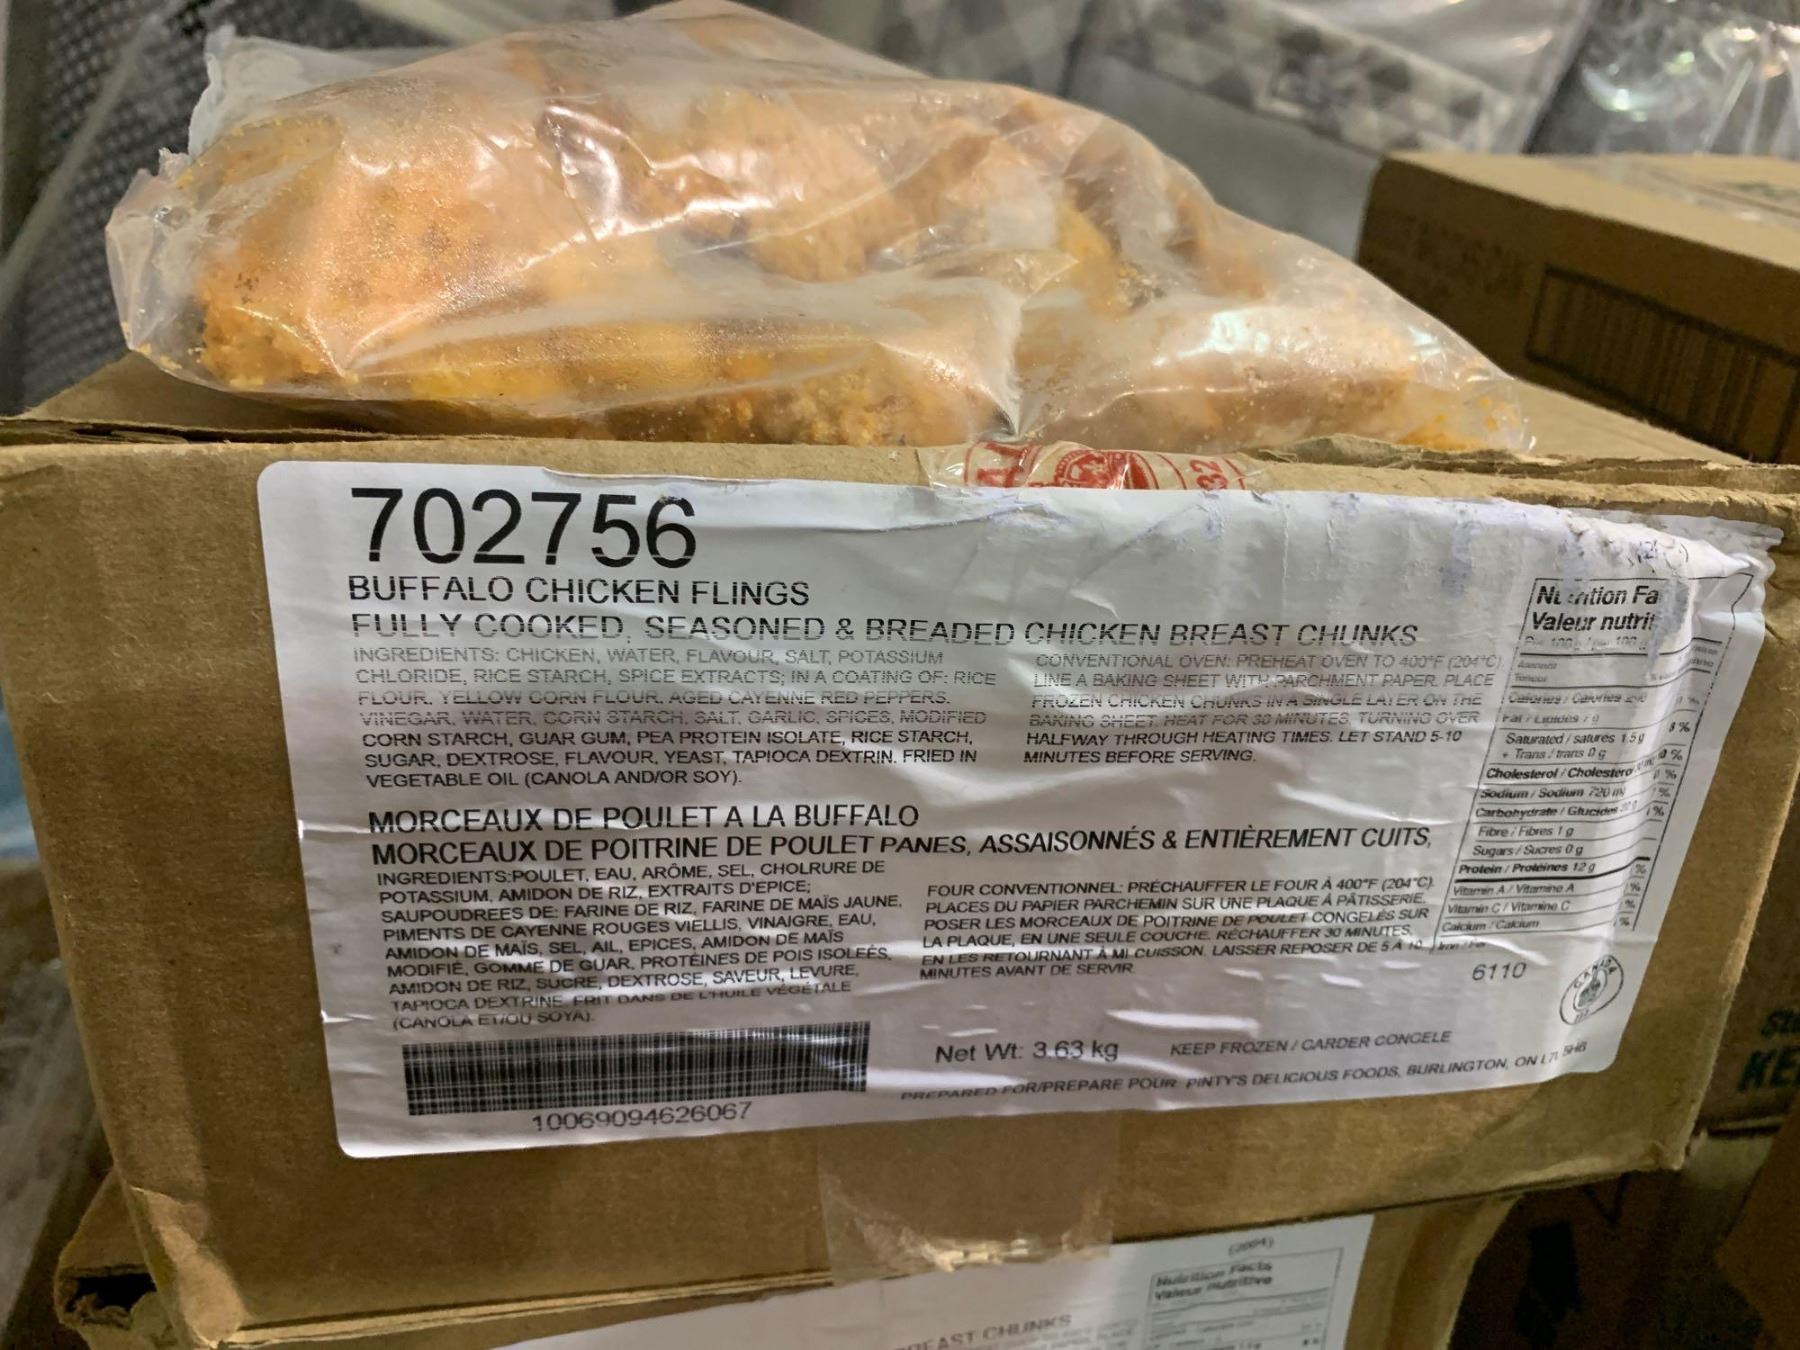 702756
BUFFALO CHICKEN FLINGS
FULLY COOKED, SEASONED & BREADED CHICKEN BREAST CHUNKS
INGREDIENTS: CHICKEN, WATER, FLAVOUR, SALT, POTASSIUM
CHLORIDE, RICE STARCH, SPICE EXTRACTS; IN A COATING OF: RICE
FLOUR, YELLOW CORN FLOUR, AGED CAYENNE RED PEPPERS,
VINEGAR, WATER, CORN STARCH, SALT, GARLIC, SPICES, MODIFIED
CORN STARCH, GUAR GUM, PEA PROTEIN ISOLATE, RICE STARCH,
SUGAR, DEXTROSE, FLAVOUR, YEAST, TAPIOCA DEXTRIN. FRIED IN
VEGETABLE OIL (CANOLA AND/OR SOY).
CONVENTIONAL OVEN: PREHEAT OVEN TO 400°F (204°C).
LINE A BAKING SHEET WITH PARCHMENT PAPER. PLACE
FROZEN CHICKEN CHUNKS IN A SINGLE LAYER ON THE
BAKING SHEET. HEAT FOR 30 MINUTES, TURNING OVER
HALFWAY THROUGH HEATING TIMES. LET STAND 5-10
MINUTES BEFORE SERVING.
MORCEAUX DE POULET A LA BUFFALO
MORCEAUX DE POITRINE DE POULET PANES, ASSAISONNÉS & ENTIÈREMENT CUITS,
INGREDIENTS:POULET, EAU, ARÔME, SEL, CHOLRURE DE
POTASSIUM, AMIDON DE RIZ, EXTRAITS D'EPICE;
SAUPOUDREES DE: FARINE DE RIZ, FARINE DE MAÏS JAUNE,
PIMENTS DE CAYENNE ROUGES VIELLIS, VINAIGRE, EAU,
AMIDON DE MAÏS, SEL, AIL, EPICES, AMIDON DE MAÏS
MODIFIÉ, GOMME DE GUAR, PROTÉINES DE POIS ISOLEÉS,
AMIDON DE RIZ, SUCRE, DEXTROSE, SAVEUR, LEVURE,
TAPIOCA DEXTRINE. FRIT DANS DE L'HUILE VÉGÉTALE
(CANOLA ET/OU SOYA).
FOUR CONVENTIONNEL: PRÉCHAUFFER LE FOUR À 400°F (204°C).
PLACES DU PAPIER PARCHEMIN SUR UNE PLAQUE À PÂTISSERIE.
POSER LES MORCEAUX DE POITRINE DE POULET CONGELÉS SUR
LA PLAQUE, EN UNE SEULE COUCHE. RÉCHAUFFER 30 MINUTES,
EN LES RETOURNANT À MI CUISSON. LAISSER REPOSER DE 5 À 10
MINUTES AVANT DE SERVIR.
Fa
Valeur nutrit
Calories / Calories
Fat / Lipides 7 g
8 %
Saturated / saturés 1.5 g
+ Trans / trans 0 g
Cholesterol /
Sodium / Sodium 720 m
Carbohydrate / Glucides
Fibre / Fibres 1 g
Sugars / Sucres 0 g
Protein / Protéines 12 g
Vitamin A / Vitamine A
Vitamin C / Vitamine C
Calcium / Calcium
6110
CANADA
10069094626067
Net Wt: 3.63 kg
KEEP FROZEN / GARDER CONGELE
PREPARED FOR/PREPARE POUR: PINTY'S DELICIOUS FOODS, BURLINGTON, ON L7L 5H6
KE
(2004)
Nutrition Facts
Valeur nutritive
EAST CHUNKS